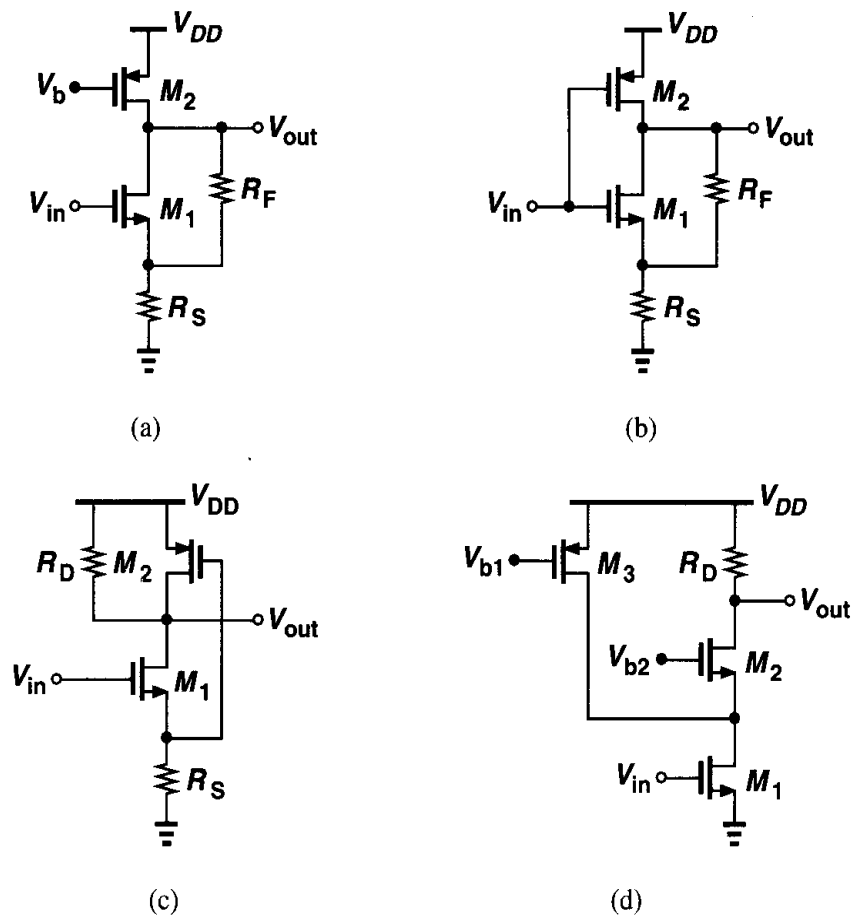 V_DD
V_b
M_2
V_out
V_in
M_1
R_F
R_S
(a)
V_DD
M_2
V_out
V_in
M_1
R_F
R_S
(b)
V_DD
R_D
M_2
V_out
V_in
M_1
R_S
(c)
V_DD
V_b1
M_3
R_D
V_out
V_b2
M_2
V_in
M_1
(d)